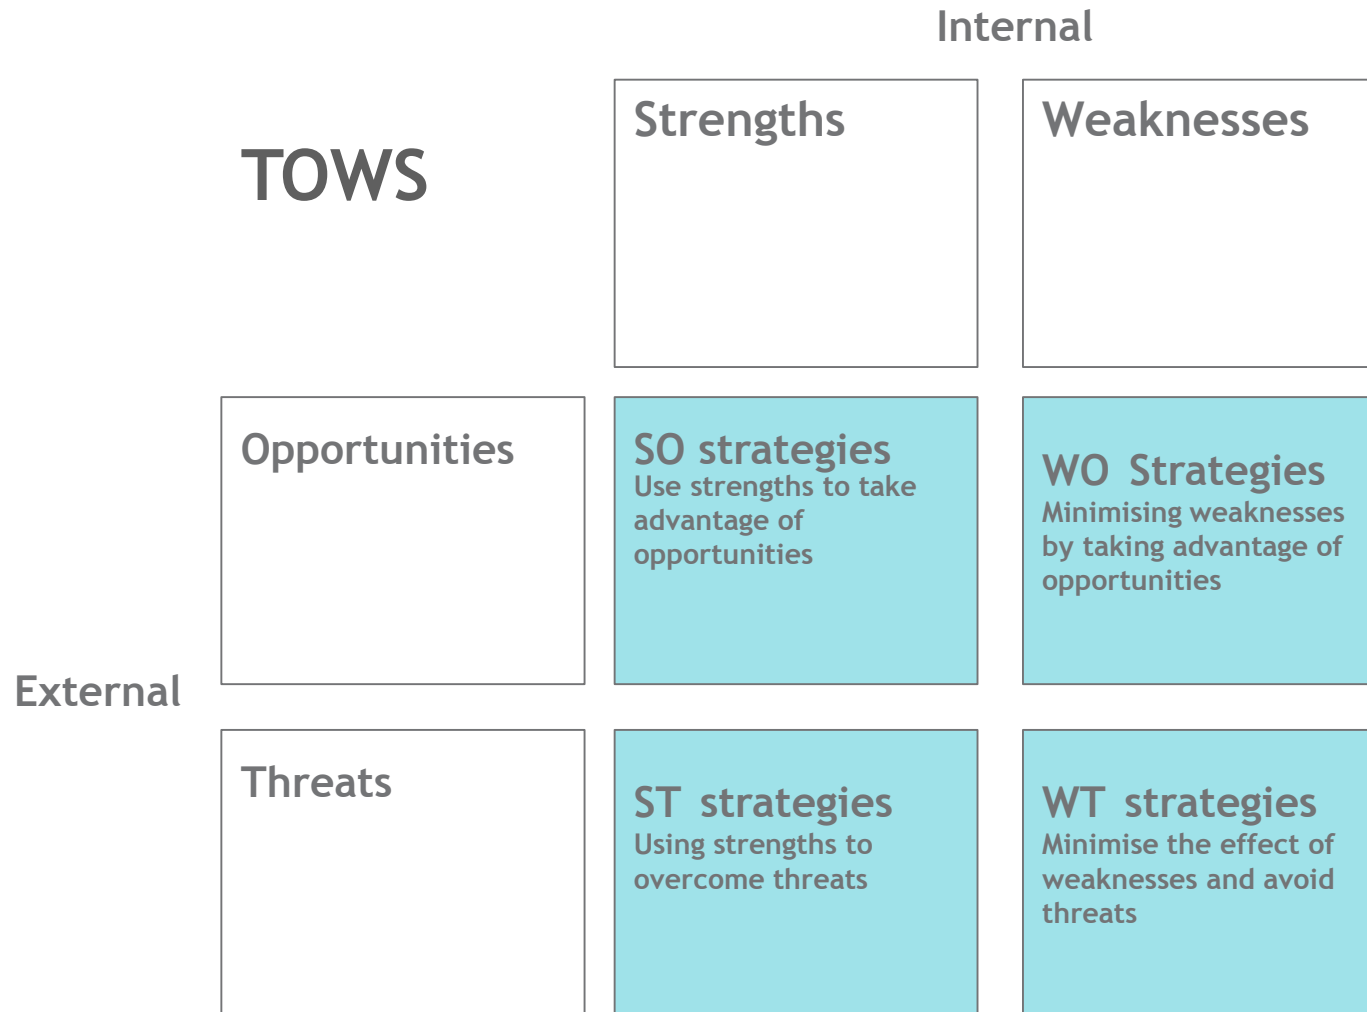 Internal
TOWS
Strengths
Weaknesses
Opportunities
SO strategies
Use strengths to take
advantage of
opportunities
WO Strategies
Minimising weaknesses
by taking advantage of
opportunities
External
Threats
ST strategies
Using strengths to
overcome threats
WT strategies
Minimise the effect of
weaknesses and avoid
threats